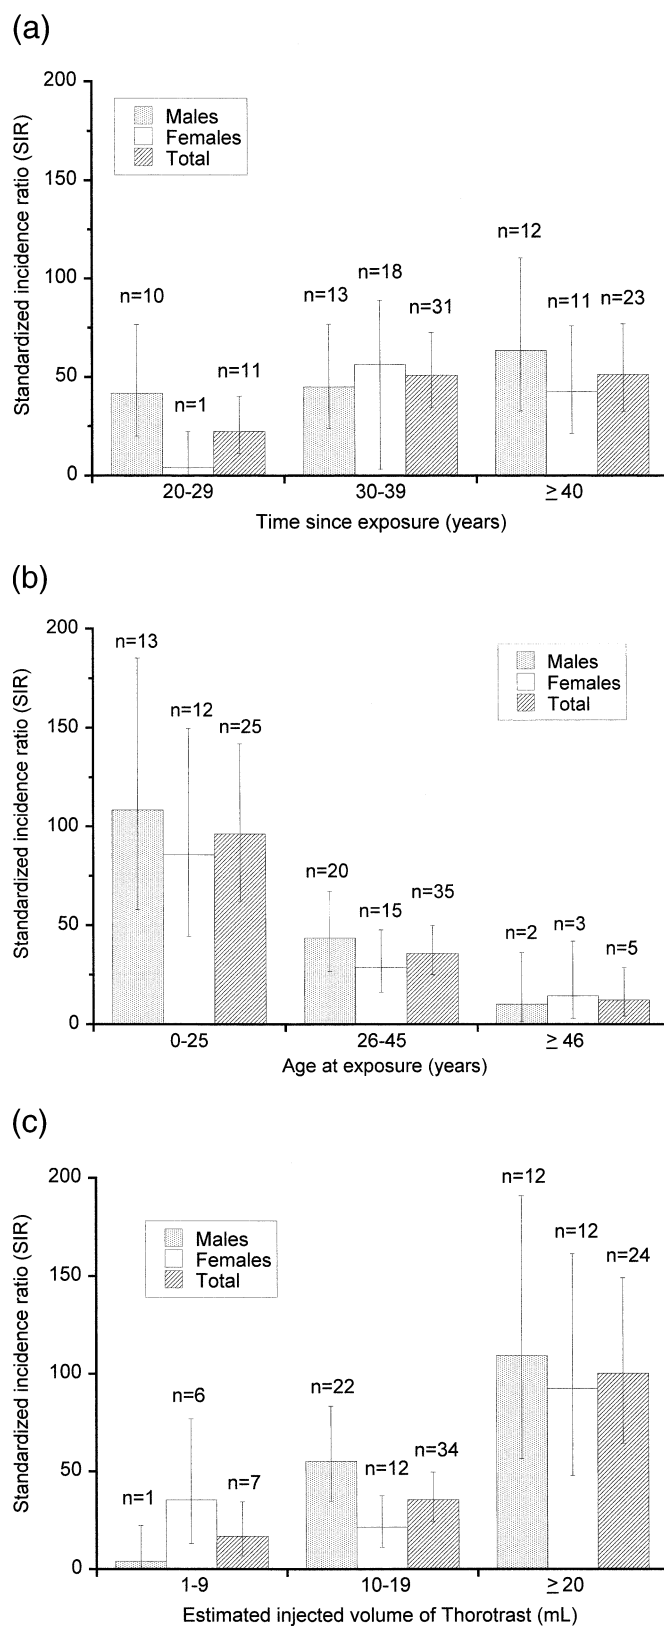 (a)
200
150
100
50
0
Standardized incidence ratio (SIR)
Males
Females
Total
n=10
n=1
n=11
n=13
n=18
n=31
n=12
n=11
n=23
20-29
30-39
≥ 40
Time since exposure (years)
(b)
200
150
100
50
0
Standardized incidence ratio (SIR)
Males
Females
Total
n=13
n=12
n=25
n=20
n=15
n=35
n=2
n=3
n=5
0-25
26-45
≥ 46
Age at exposure (years)
(c)
200
150
100
50
0
Standardized incidence ratio (SIR)
Males
Females
Total
n=1
n=6
n=7
n=22
n=12
n=34
n=12
n=12
n=24
1-9
10-19
≥ 20
Estimated injected volume of Thorotrast (mL)